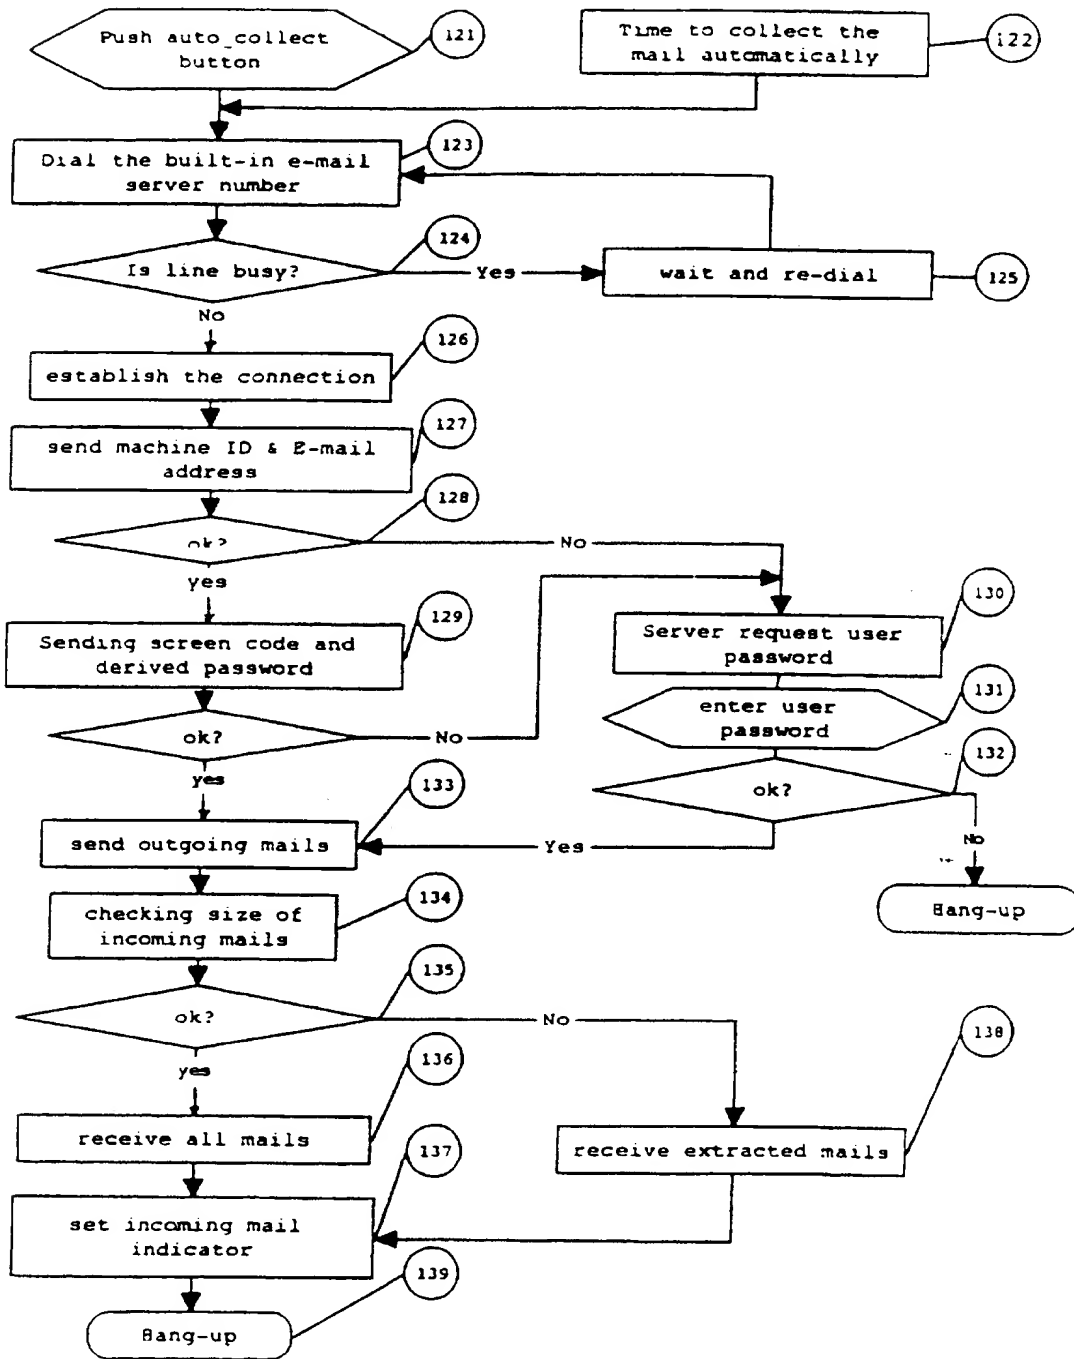 Push auto_collect
button
121
Time to collect the
mail automatically
122
Dial the built-in e-mail
server number
123
Is line busy?
124
Yes
wait and re-dial
125
No
establish the connection
126
send machine ID & E-mail
address
127
ok?
128
No
yes
Sending screen code and
derived password
129
Server request user
password
130
enter user
password
131
ok?
No
ok?
132
yes
send outgoing mails
133
Yes
No
Hang-up
checking size of
incoming mails
134
ok?
135
No
yes
receive all mails
136
receive extracted mails
138
set incoming mail
indicator
137
Hang-up
139